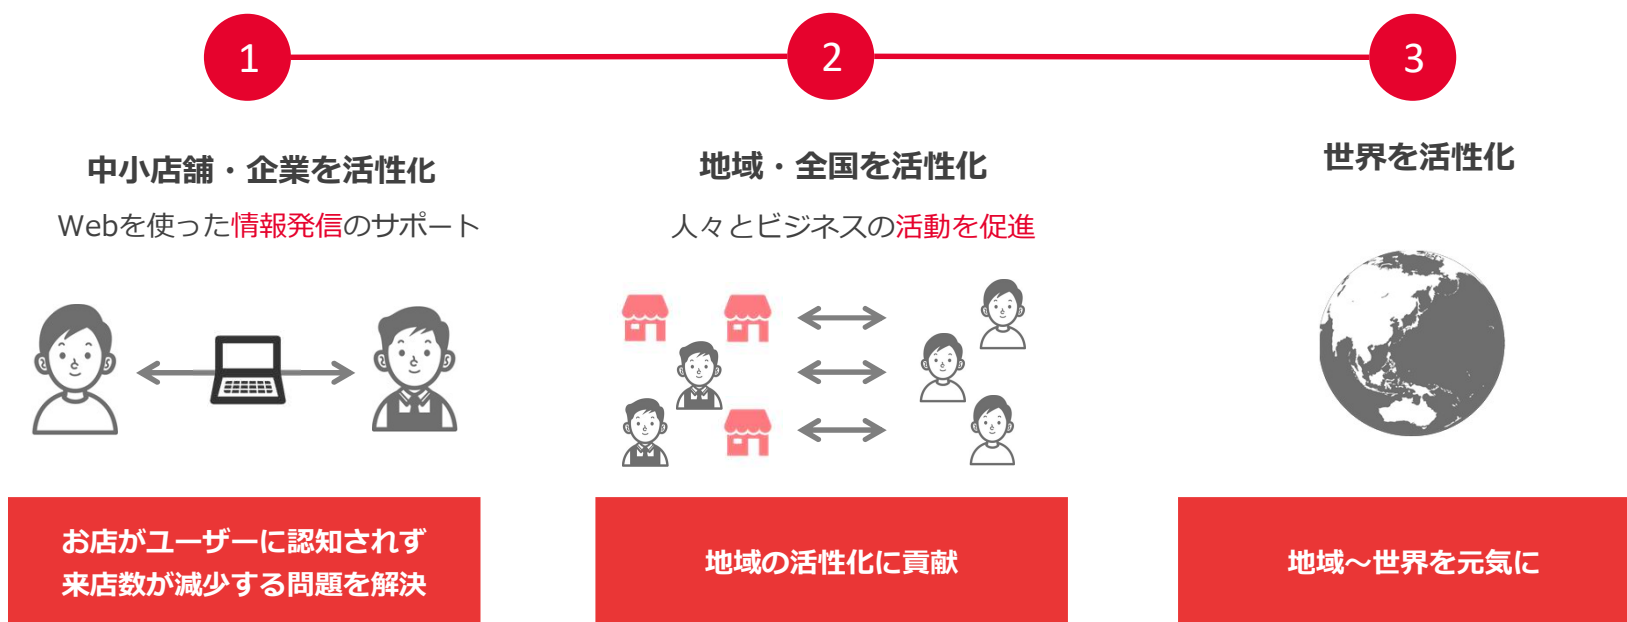 1
2
3
中小店舗・企業を活性化
Webを使った情報発信のサポート
お店がユーザーに認知されず
来店数が減少する問題を解決
地域・全国を活性化
人々とビジネスの活動を促進
地域の活性化に貢献
世界を活性化
地域～世界を元気に